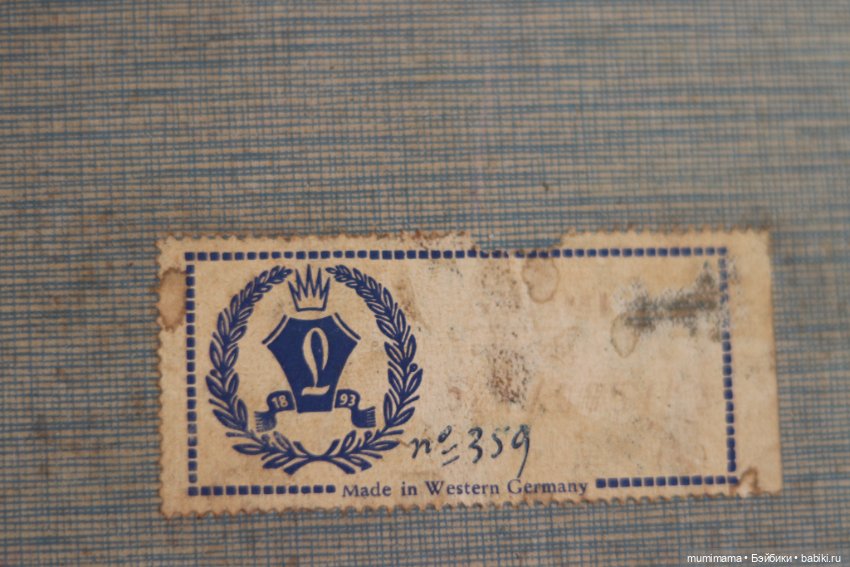 L
18 93
nº 359
Made in Western Germany
mumimama • Бэйбики • babiki.ru